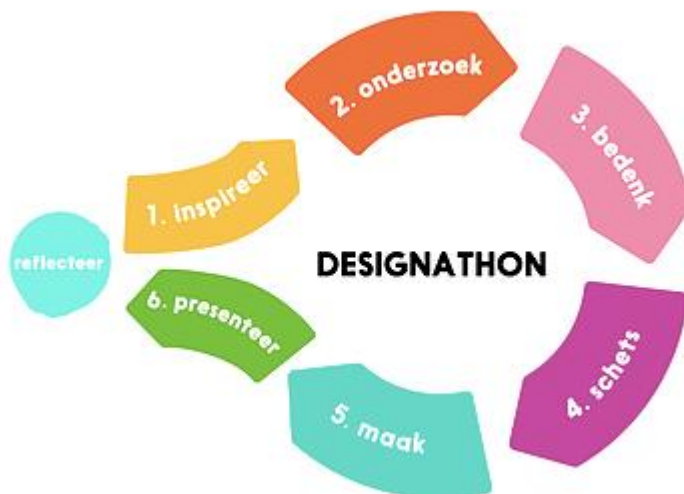 1. inspireer
2. onderzoek
3. bedenk
4. schets
5. maak
6. presenteer
reflecteer
DESIGNATHON